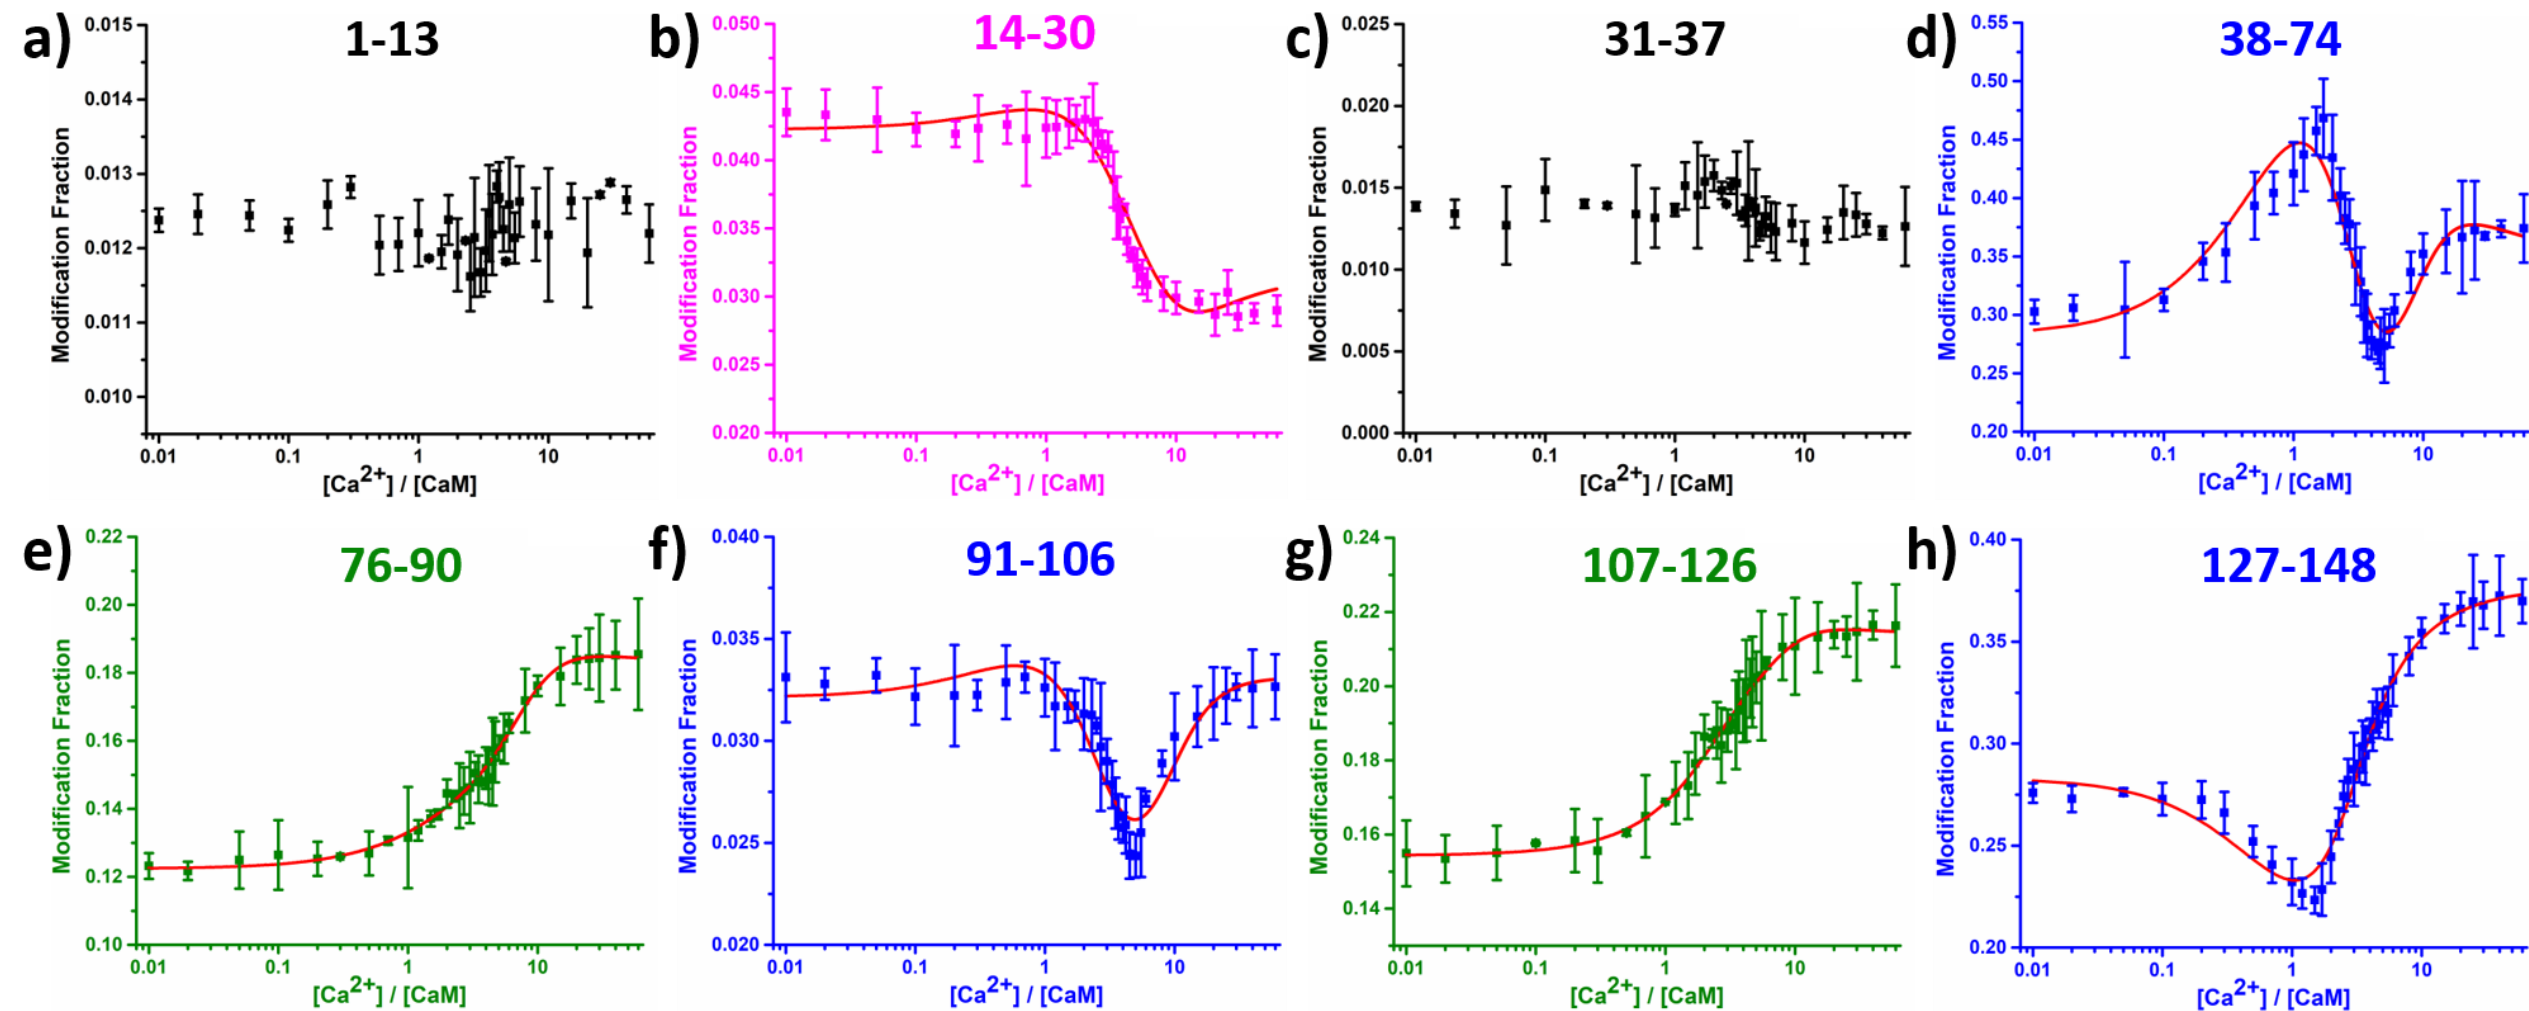 a)
1-13
0.015
0.014
0.013
0.012
0.011
0.010
Modification Fraction
0.01 0.1 1 10
[Ca2+] / [CaM]
b)
14-30
0.050
0.045
0.040
0.035
0.030
0.025
0.020
Modification Fraction
0.01 0.1 1 10
[Ca2+] / [CaM]
c)
31-37
0.025
0.020
0.015
0.010
0.005
0.000
Modification Fraction
0.01 0.1 1 10
[Ca2+] / [CaM]
d)
38-74
0.55
0.50
0.45
0.40
0.35
0.30
0.25
0.20
Modification Fraction
0.01 0.1 1 10
[Ca2+] / [CaM]
e)
76-90
0.22
0.20
0.18
0.16
0.14
0.12
0.10
Modification Fraction
0.01 0.1 1 10
[Ca2+] / [CaM]
f)
91-106
0.040
0.035
0.030
0.025
0.020
Modification Fraction
0.01 0.1 1 10
[Ca2+] / [CaM]
g)
107-126
0.24
0.22
0.20
0.18
0.16
0.14
Modification Fraction
0.01 0.1 1 10
[Ca2+] / [CaM]
h)
127-148
0.40
0.35
0.30
0.25
0.20
Modification Fraction
0.01 0.1 1 10
[Ca2+] / [CaM]